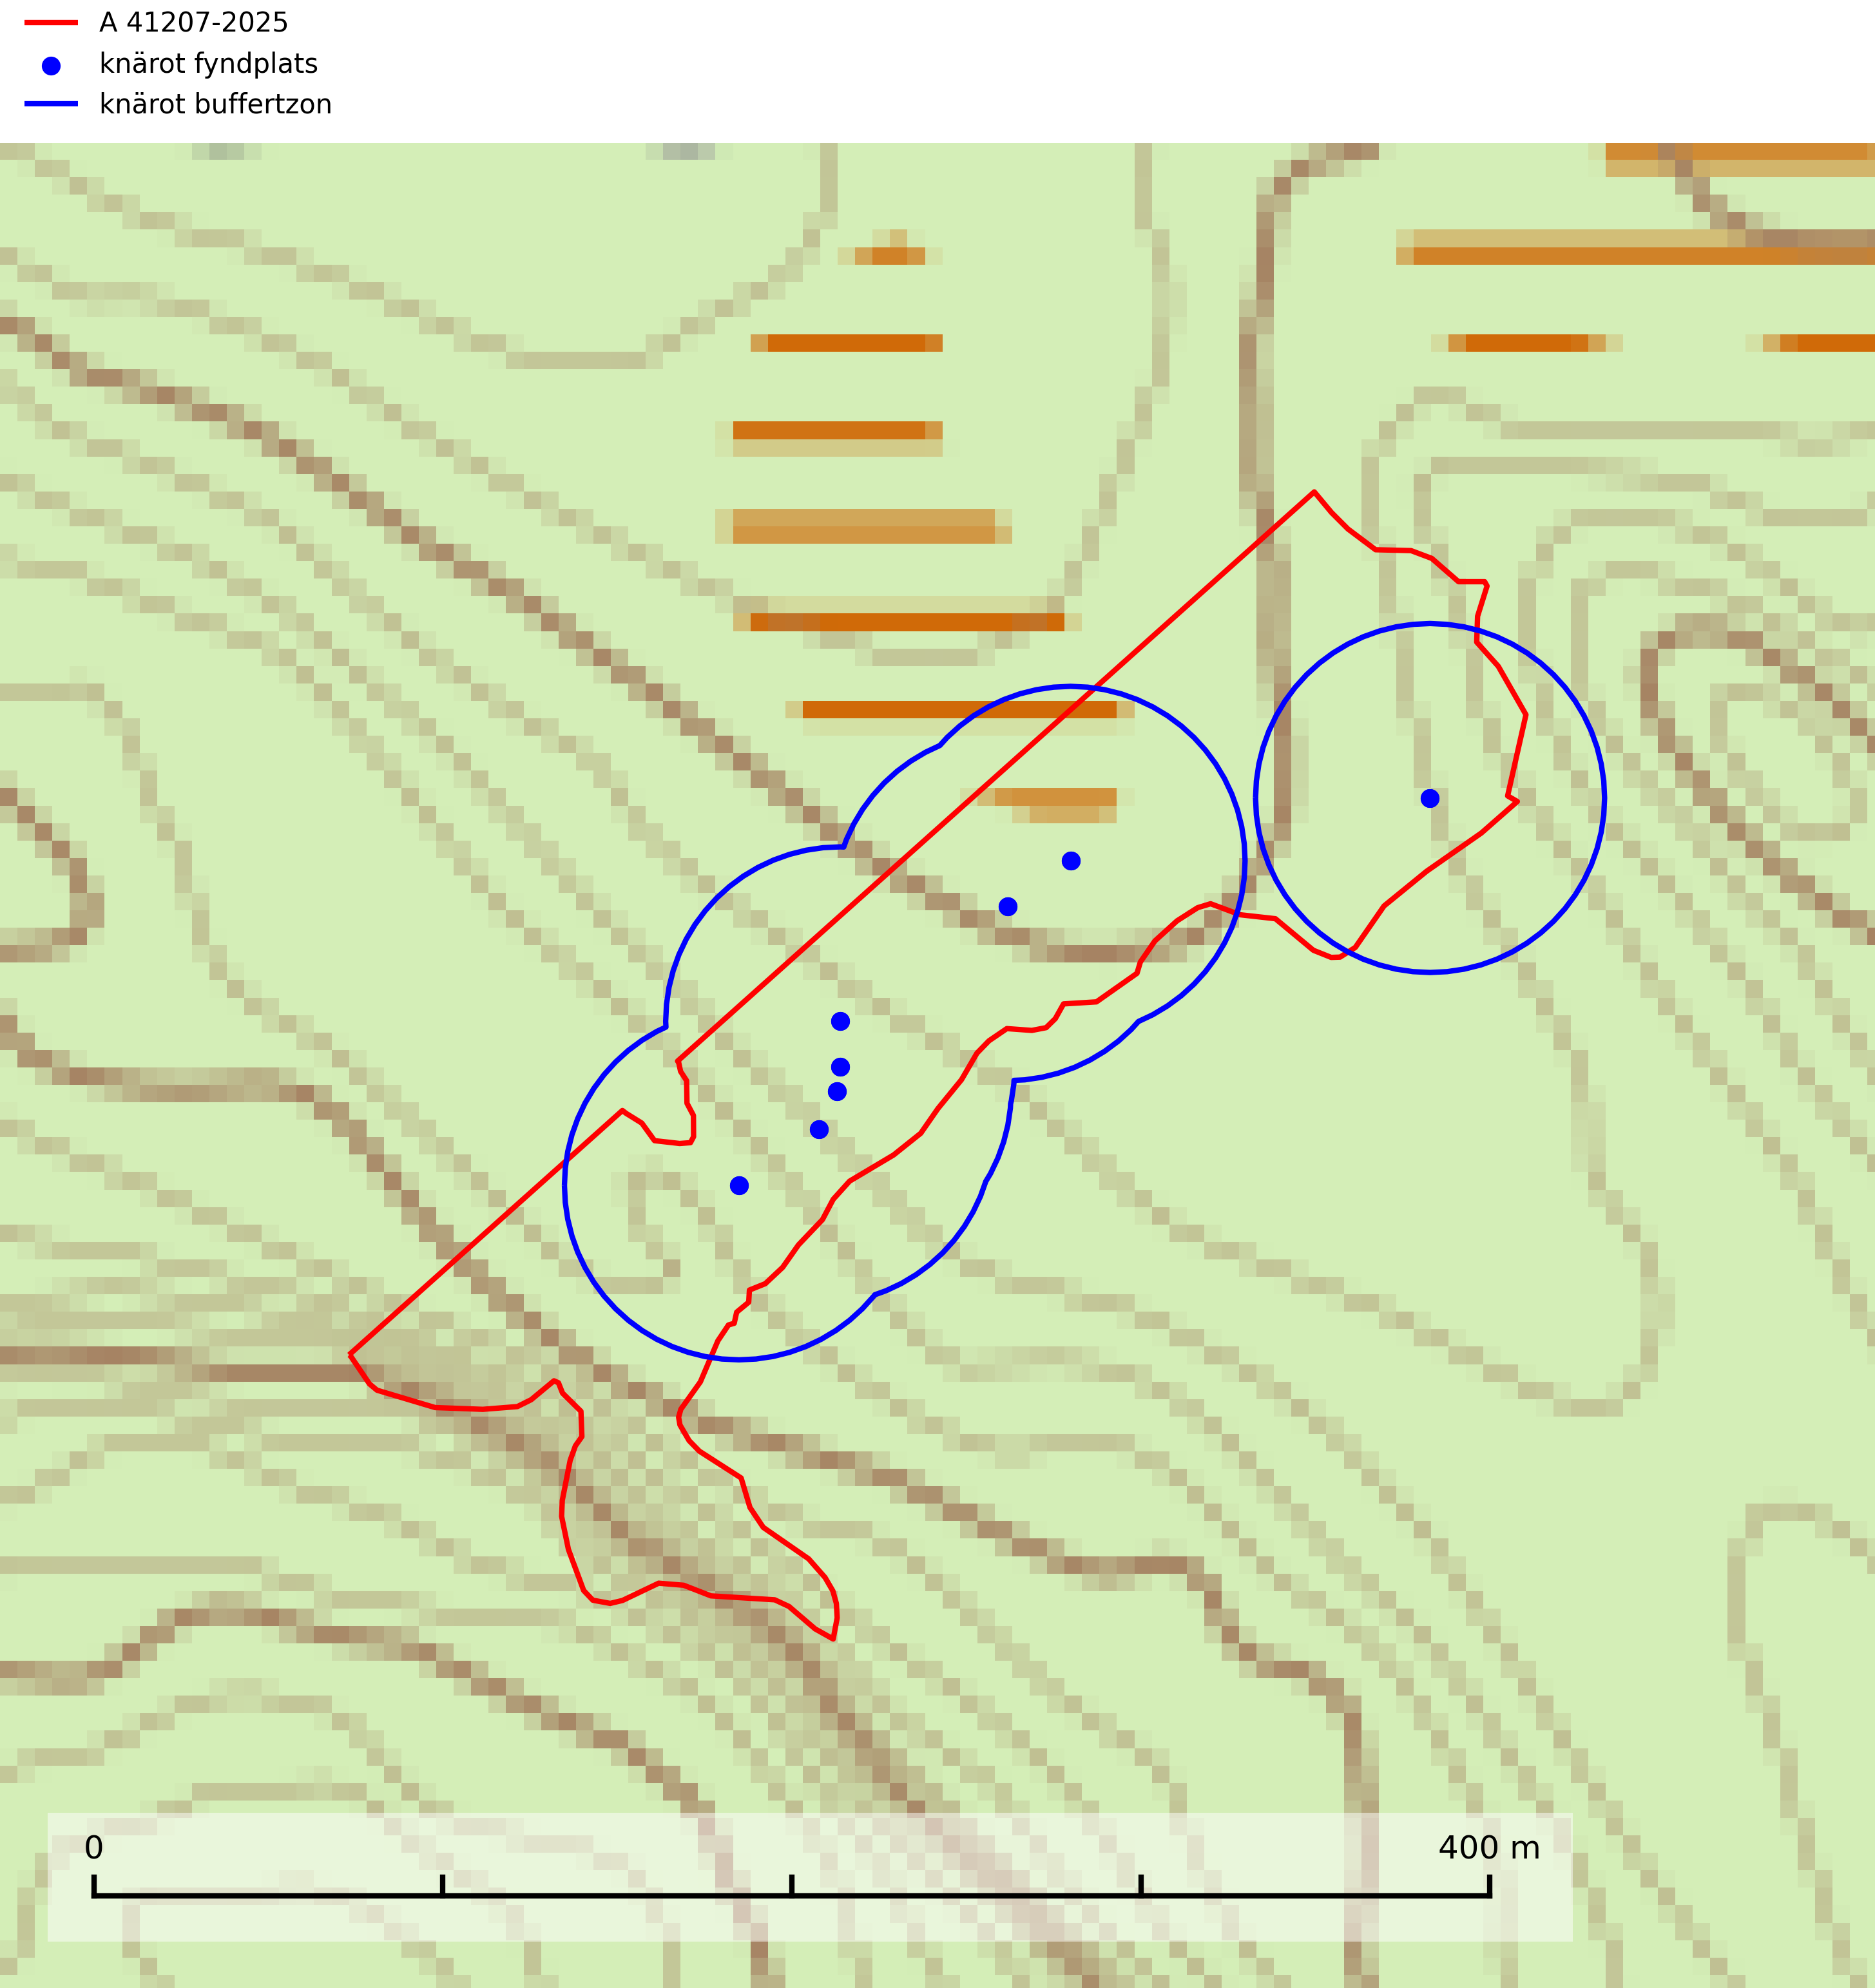 A 41207-2025
knärot fyndplats
knärot buffertzon
0 400 m